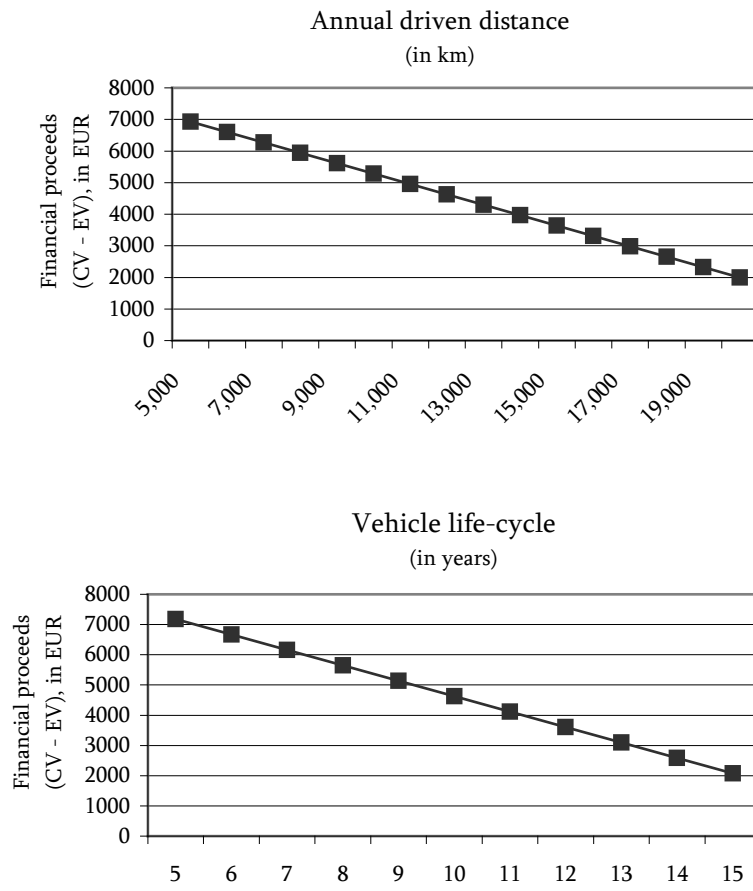 Annual driven distance
(in km)
Financial proceeds
(CV - EV), in EUR
8000
7000
6000
5000
4000
3000
2000
1000
0
5,000
7,000
9,000
11,000
13,000
15,000
17,000
19,000
Vehicle life-cycle
(in years)
Financial proceeds
(CV - EV), in EUR
8000
7000
6000
5000
4000
3000
2000
1000
0
5 6 7 8 9 10 11 12 13 14 15